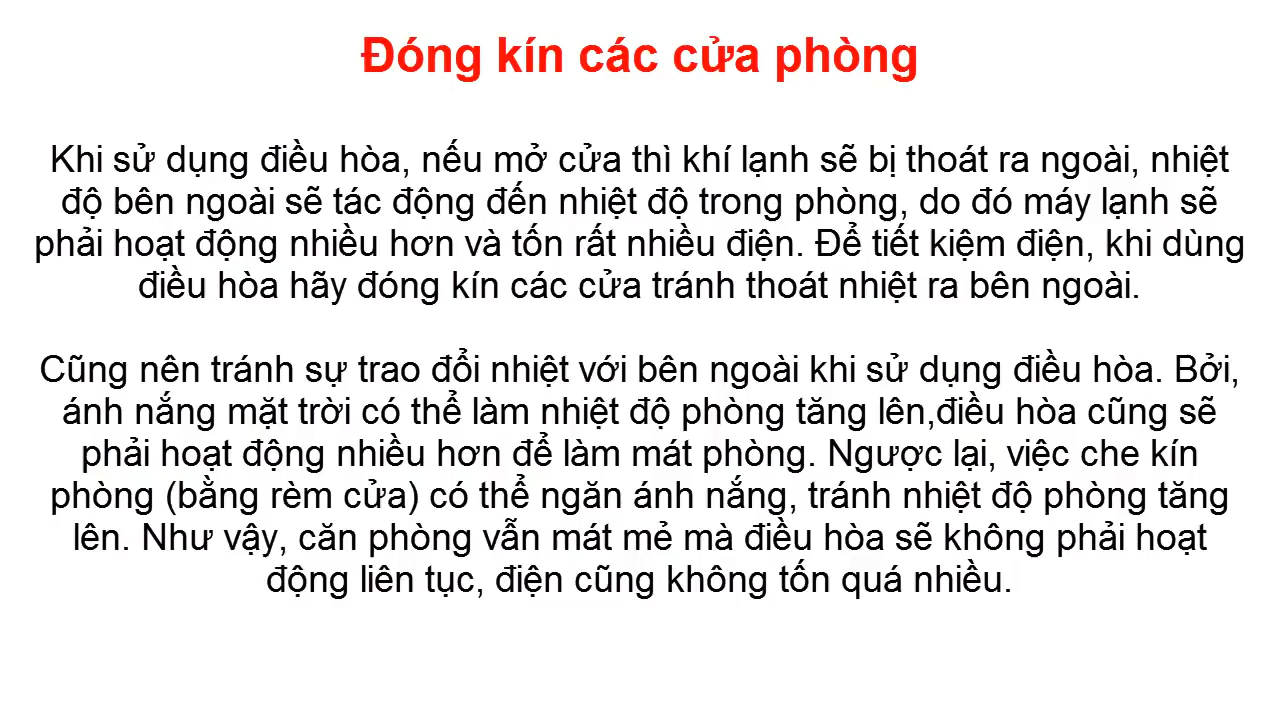 Đóng kín các cửa phòng
Khi sử dụng điều hòa, nếu mở cửa thì khí lạnh sẽ bị thoát ra ngoài, nhiệt
độ bên ngoài sẽ tác động đến nhiệt độ trong phòng, do đó máy lạnh sẽ
phải hoạt động nhiều hơn và tốn rất nhiều điện. Để tiết kiệm điện, khi dùng
điều hòa hãy đóng kín các cửa tránh thoát nhiệt ra bên ngoài.
Cũng nên tránh sự trao đổi nhiệt với bên ngoài khi sử dụng điều hòa. Bởi,
ánh nắng mặt trời có thể làm nhiệt độ phòng tăng lên,điều hòa cũng sẽ
phải hoạt động nhiều hơn để làm mát phòng. Ngược lại, việc che kín
phòng (bằng rèm cửa) có thể ngăn ánh nắng, tránh nhiệt độ phòng tăng
lên. Như vậy, căn phòng vẫn mát mẻ mà điều hòa sẽ không phải hoạt
động liên tục, điện cũng không tốn quá nhiều.